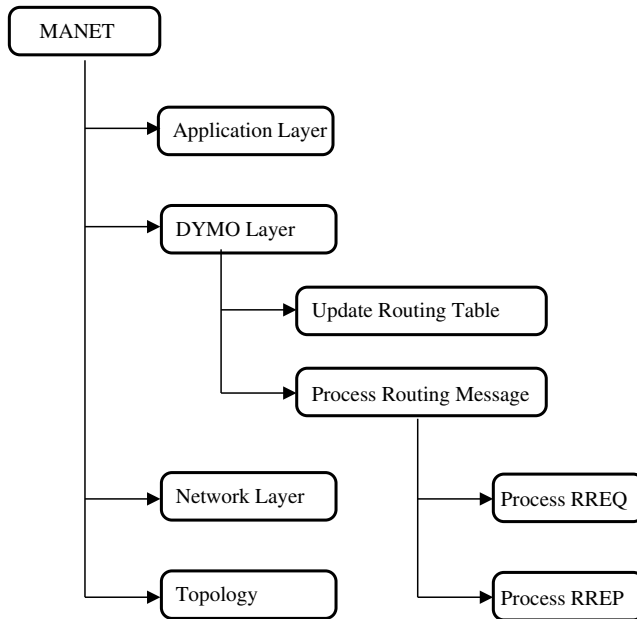 MANET
Application Layer
DYMO Layer
Update Routing Table
Process Routing Message
Network Layer
Process RREQ
Topology
Process RREP